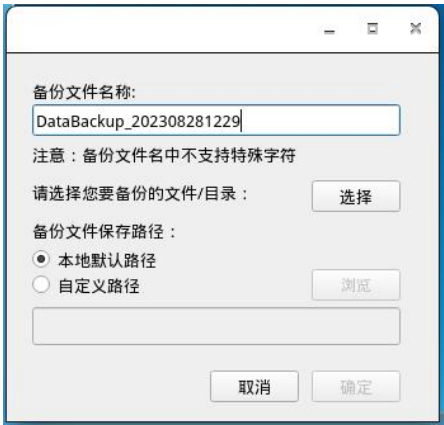 备份文件名称:
DataBackup_202308281229
注意：备份文件名中不支持特殊字符
请选择您要备份的文件/目录：
选择
备份文件保存路径：
本地默认路径
自定义路径
浏览
取消
确定